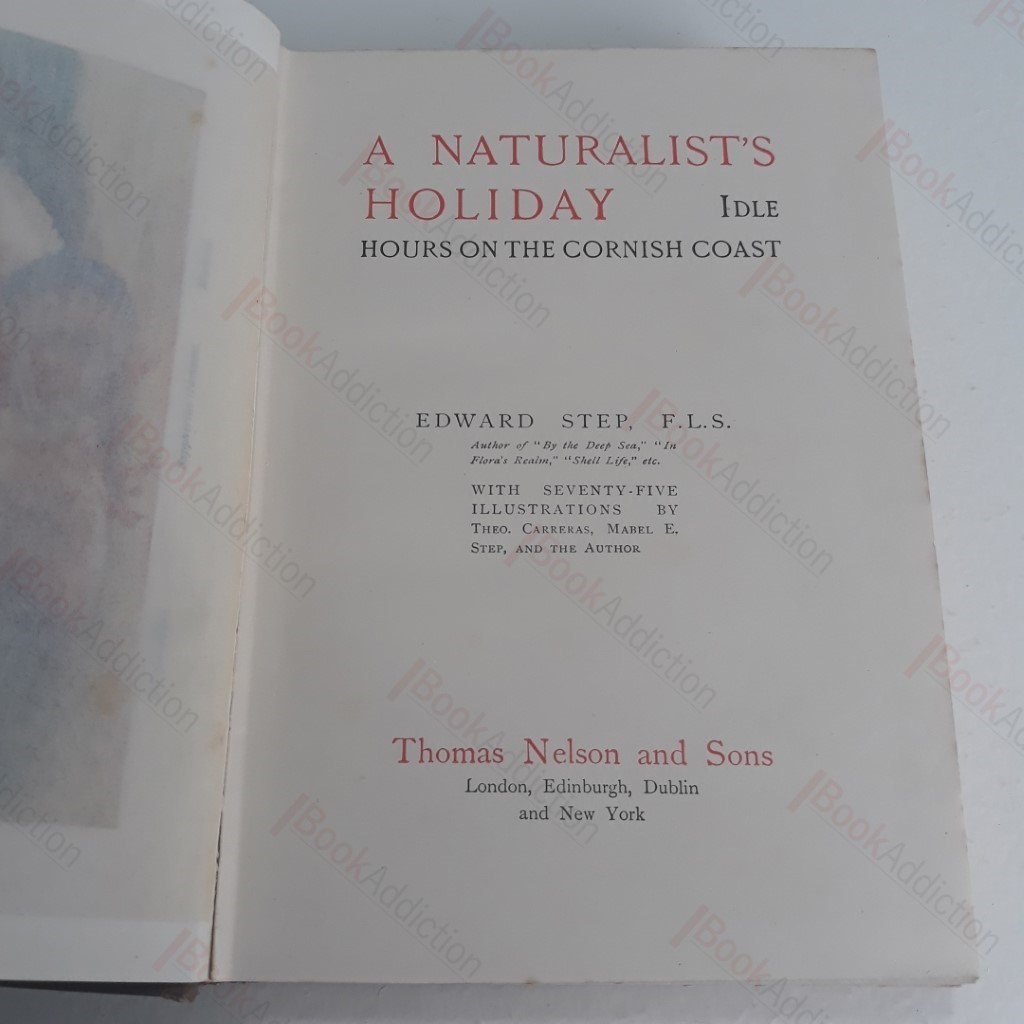 A NATURALIST'S
HOLIDAY IDLE
HOURS ON THE CORNISH COAST
EDWARD STEP, F.L.S.
Author of "By the Deep Sea," "In
Flora's Realm," "Shell Life," etc.
WITH SEVENTY-FIVE
ILLUSTRATIONS BY
THEO. CARRERAS, MABEL E.
STEP, AND THE AUTHOR
Thomas Nelson and Sons
London, Edinburgh, Dublin
and New York
BookAddiction